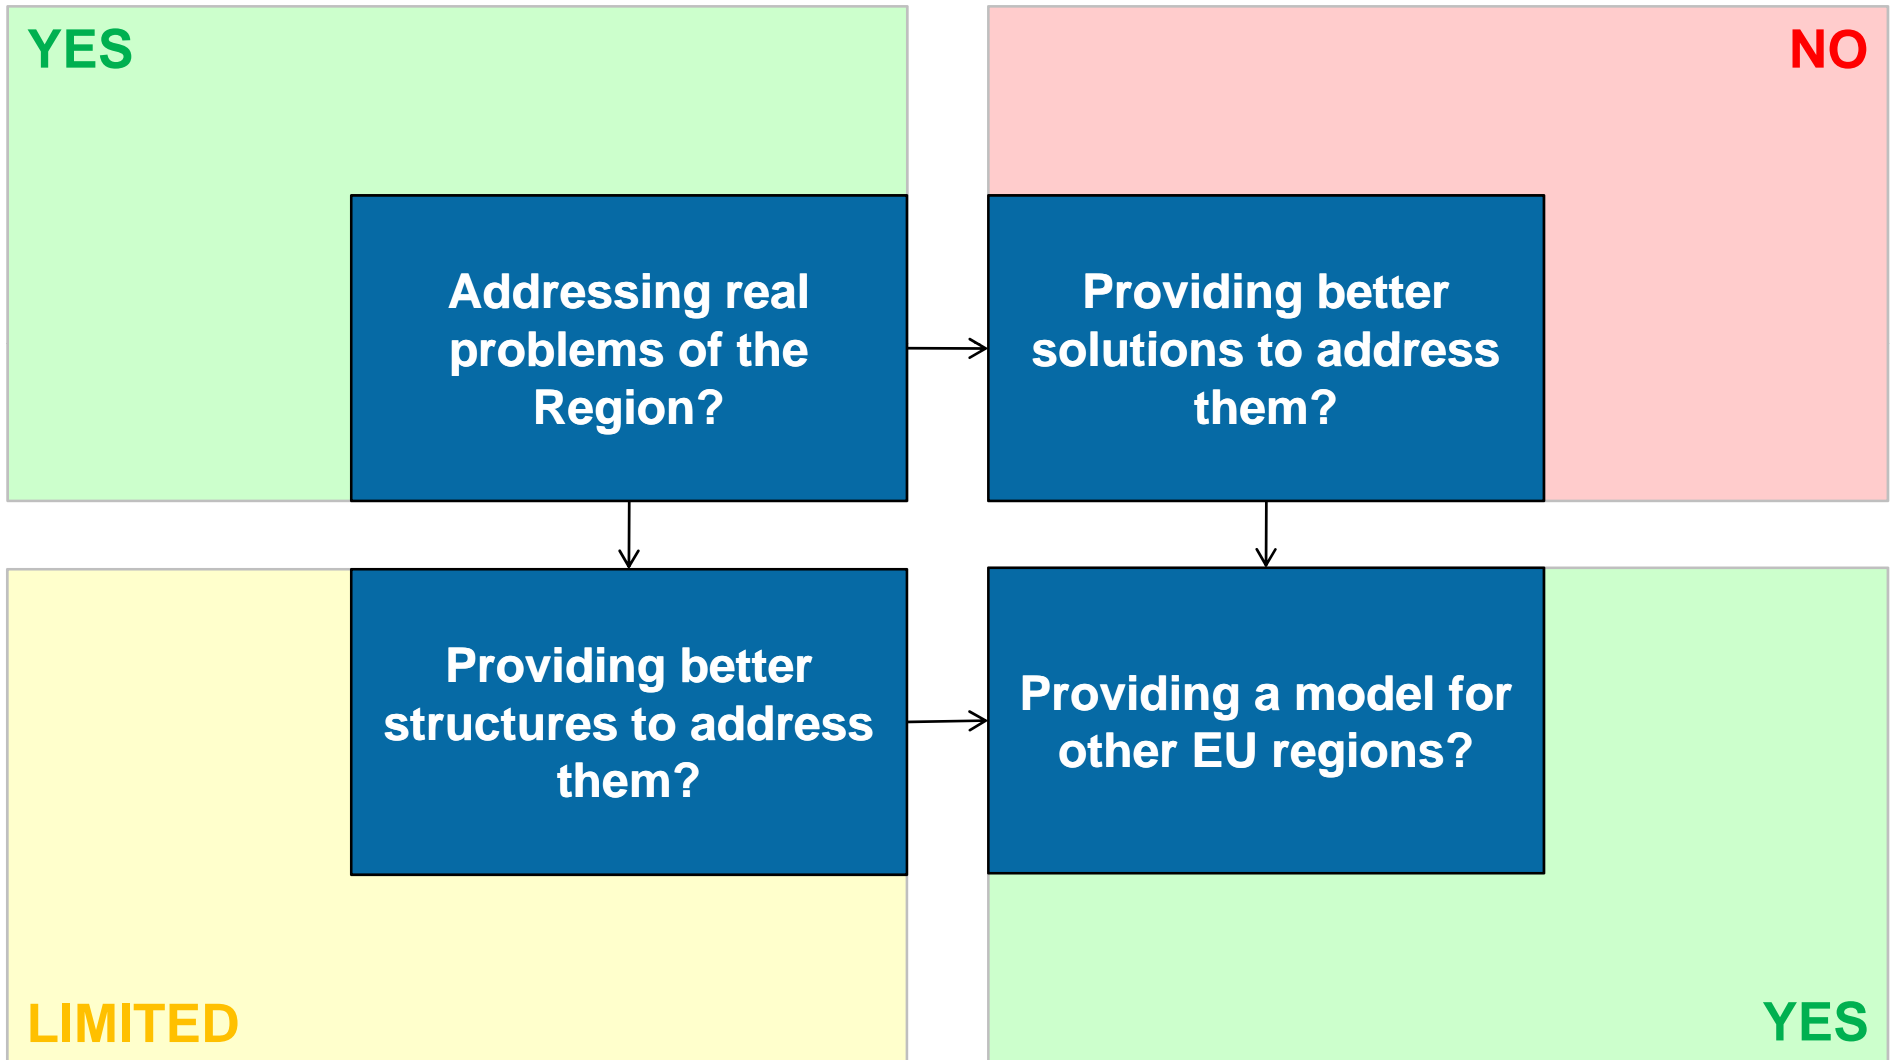 YES
NO
Addressing real
problems of the
Region?
Providing better
solutions to address
them?
Providing better
structures to address
them?
Providing a model for
other EU regions?
LIMITED
YES